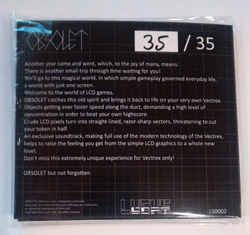 OBSOLET
35 / 35
Another year came and went, which, to the joy of many, means:
There is another small trip through time waiting for you!
We'll go to this magical world, in which simple gameplay governed everyday life,
a world with just one screen.
Welcome to the world of LCD games.
OBSOLET catches this old spirit and brings it back to life on your very own Vectrex.
Objects getting ever faster speed along the duct, demanding a high level of
concentration in order to beat your own highscore.
Crude LCD pixels turn into straight-lined, razor-sharp vectors, threatening to cut
your token in half.
An exclusive soundtrack, making full use of the modern technology of the Vectrex,
helps to raise the feeling you get from the simple LCD graphics to a whole new
level.
Don't miss this extremely unique experience for Vectrex only!
OBSOLET but not forgotten.
LSD002